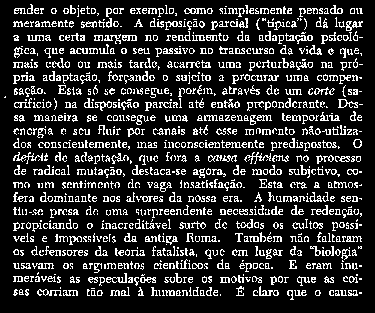 ender o objeto, por exemplo, como simplesmente pensado ou
meramente sentido. A disposição parcial ("típica") dá lugar
a uma certa margem no rendimento da adaptação psicoló-
gica, que acumula o seu passivo no transcurso da vida e que,
mais cedo ou mais tarde, acarreta uma perturbação na pró-
pria adaptação, forçando o sujeito a procurar uma compen-
sação. Esta só se consegue, porém, através de um corte (sa-
crifício) na disposição parcial até então preponderante. Des-
sa maneira se consegue uma armazenagem temporária de
energia e seu fluir por canais até esse momento não-utiliza-
dos conscientemente, mas inconscientemente predispostos. O
deficit de adaptação, que fora a causa efficiens no processo
de radical mutação, destaca-se agora, de modo subjetivo, co-
mo um sentimento de vaga insatisfação. Esta era a atmos-
fera dominante nos alvores da nossa era. A humanidade sen-
tiu-se presa de uma surpreendente necessidade de redenção,
propiciando o inacreditável surto de todos os cultos possí-
veis e impossíveis da antiga Roma. Também não faltaram
os defensores da teoria fatalista, que em lugar da "biologia"
usavam os argumentos científicos da época. E eram inu-
meráveis as especulações sobre os motivos por que as coi-
sas corriam tão mal à humanidade. É claro que o causa-